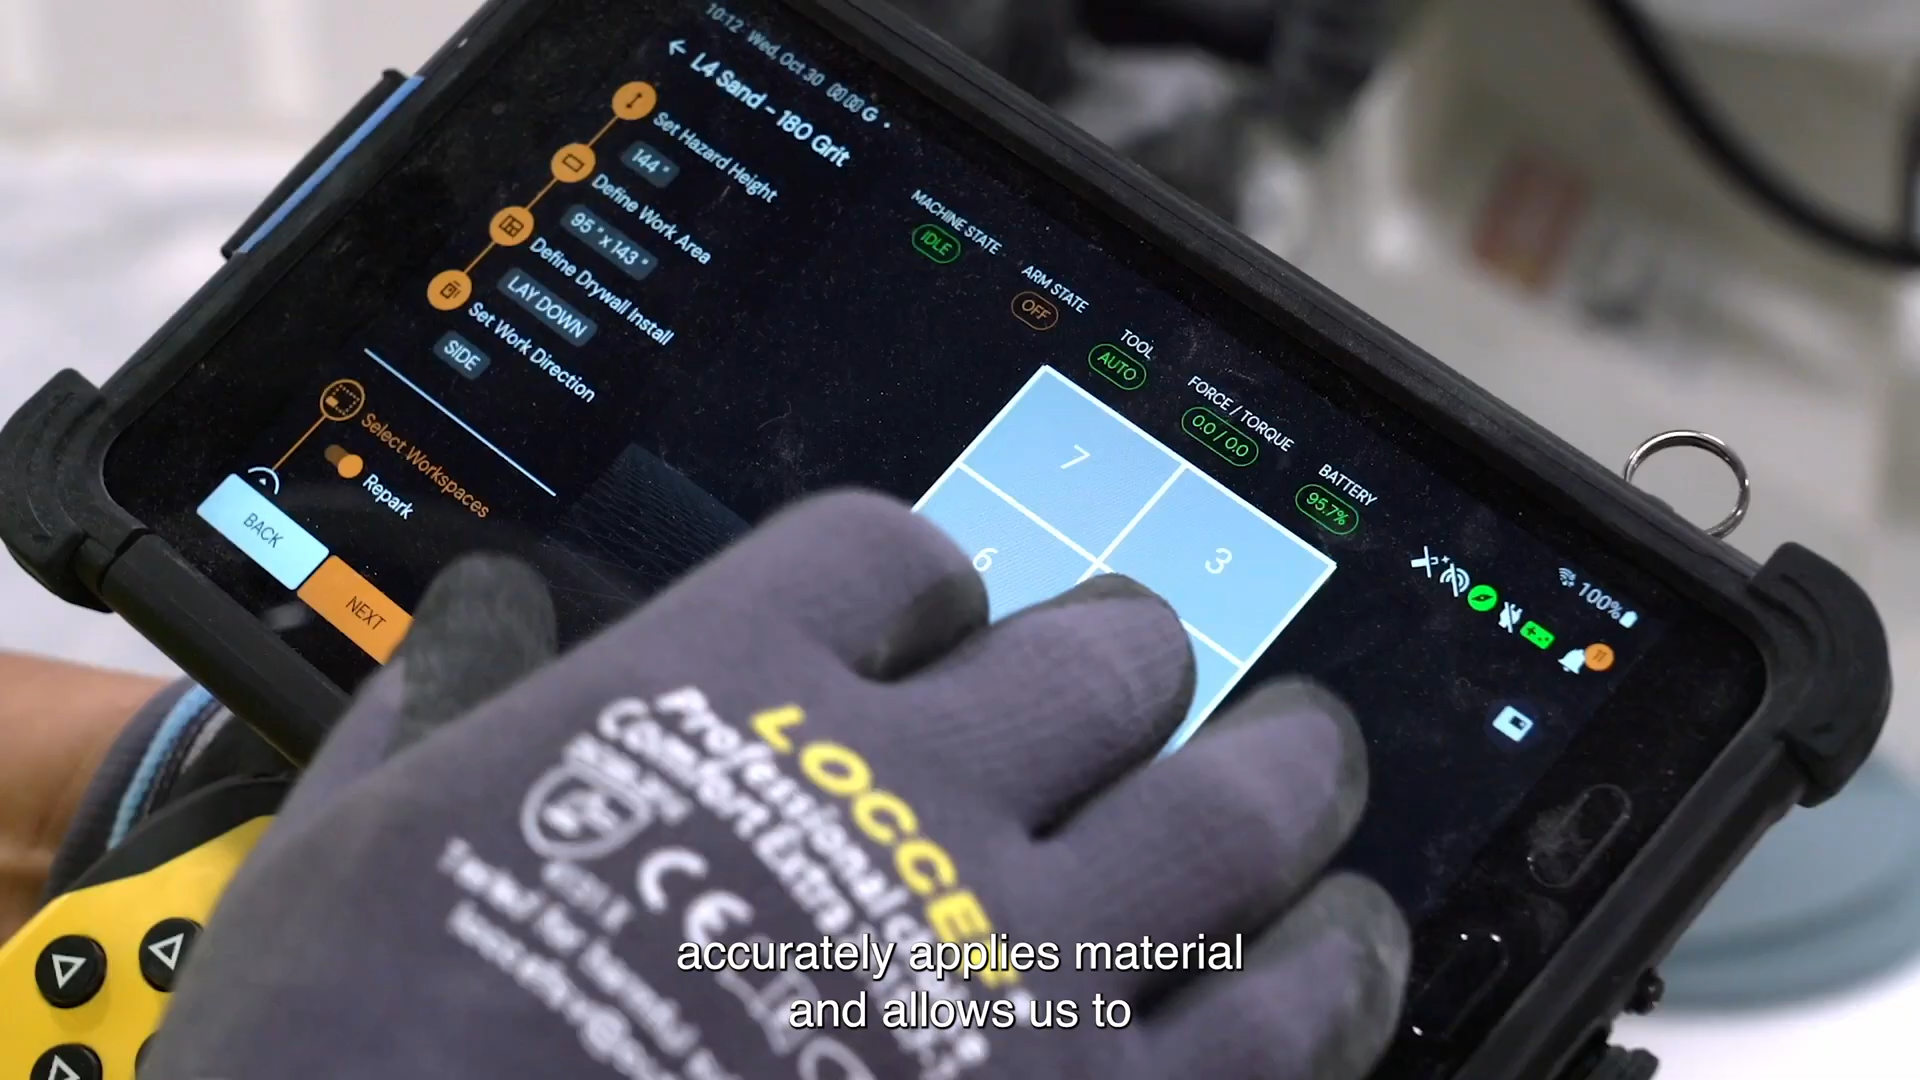 10:12 Wed, Oct 30
L4 Sand – 180 Grit
Set Hazard Height
144 "
Define Work Area
95 " x 143 "
Define Drywall Install
LAY DOWN
Set Work Direction
SIDE
Select Workspaces
Repark
BACK
NEXT
MACHINE STATE
IDLE
ARM STATE
OFF
TOOL
AUTO
FORCE / TORQUE
0.0 / 0.0
BATTERY
95.7%
100%
11
7
3
6
Professional
Comfort Extra
CE
accurately applies material
and allows us to